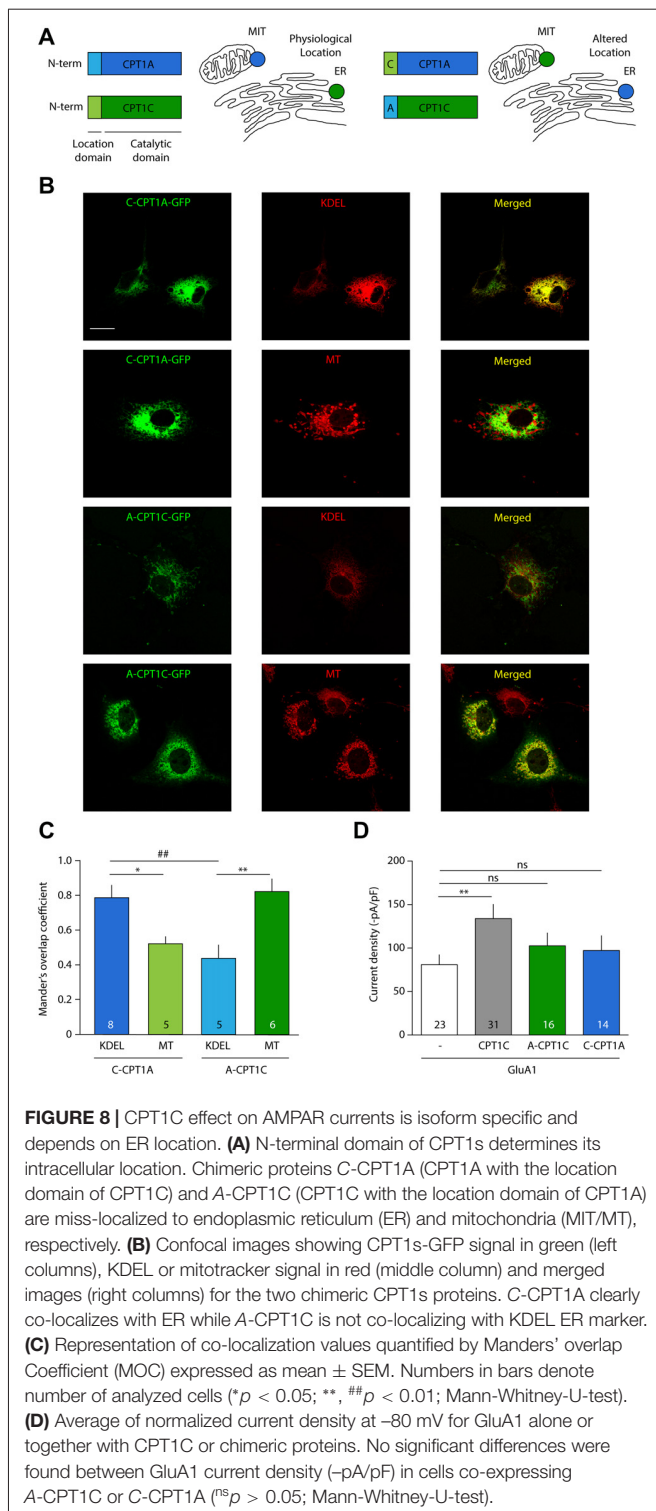 A
MIT
Physiological
Location
ER
N-term
CPT1A
N-term
CPT1C
Location
domain
Catalytic
domain
MIT
Altered
Location
ER
C
CPT1A
A
CPT1C
B
C-CPT1A-GFP
KDEL
Merged
C-CPT1A-GFP
MT
Merged
A-CPT1C-GFP
KDEL
Merged
A-CPT1C-GFP
MT
Merged
C
Mander's overlap coefficient
1.0
0.8
0.6
0.4
0.2
0
##
*
**
8
5
5
6
KDEL
MT
KDEL
MT
C-CPT1A
A-CPT1C
D
Current density (-pA/pF)
200
150
100
50
0
ns
ns
**
23
31
16
14
-
CPT1C
A-CPT1C
C-CPT1A
GluA1
FIGURE 8 | CPT1C effect on AMPAR currents is isoform specific and
depends on ER location. (A) N-terminal domain of CPT1s determines its
intracellular location. Chimeric proteins C-CPT1A (CPT1A with the location
domain of CPT1C) and A-CPT1C (CPT1C with the location domain of CPT1A)
are miss-localized to endoplasmic reticulum (ER) and mitochondria (MIT/MT),
respectively. (B) Confocal images showing CPT1s-GFP signal in green (left
columns), KDEL or mitotracker signal in red (middle column) and merged
images (right columns) for the two chimeric CPT1s proteins. C-CPT1A clearly
co-localizes with ER while A-CPT1C is not co-localizing with KDEL ER marker.
(C) Representation of co-localization values quantified by Manders' overlap
Coefficient (MOC) expressed as mean ± SEM. Numbers in bars denote
number of analyzed cells (*p < 0.05; **, ##p < 0.01; Mann-Whitney-U-test).
(D) Average of normalized current density at –80 mV for GluA1 alone or
together with CPT1C or chimeric proteins. No significant differences were
found between GluA1 current density (–pA/pF) in cells co-expressing
A-CPT1C or C-CPT1A (nsp > 0.05; Mann-Whitney-U-test).